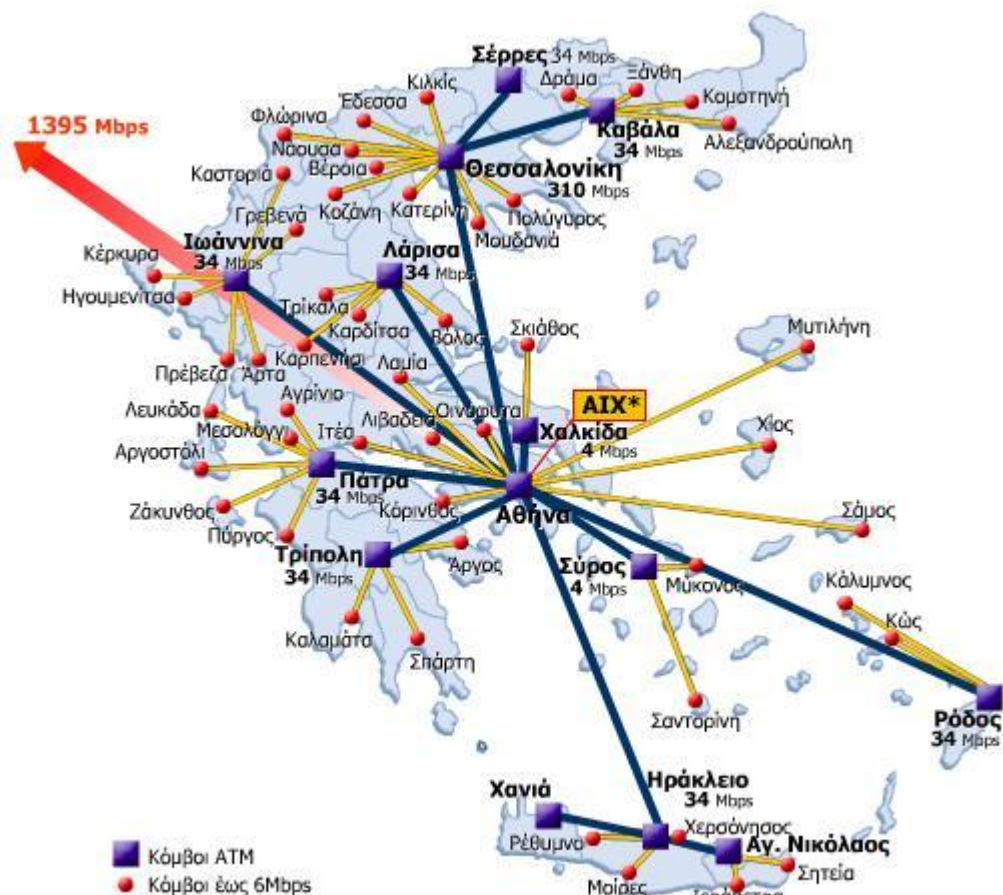 Σέρρες 34 Mbps
Δράμα
Ξάνθη
Κιλκίς
Κομοτηνή
Έδεσσα
Φλώρινα
1395 Mbps
Καβάλα
34 Mbps
Αλεξανδρούπολη
Νάουσα
Βέροια
Θεσσαλονίκη
310 Mbps
Καστοριά
Κοζάνη
Κατερίνη
Πολύγυρος
Γρεβενά
Μουδανιά
Ιωάννινα
34 Mbps
Λάρισα
34 Mbps
Κέρκυρα
Ηγουμενίτσα
Τρίκαλα
Καρδίτσα
Βόλος
Σκιάθος
Μυτιλήνη
Καρπενήσι
Πρέβεζα
Άρτα
Λαμία
Αγρίνιο
Λευκάδα
Λιβαδειά
Οινόφυτα
AIX*
Μεσολόγγι
Ιτέα
Χαλκίδα
4 Mbps
Χίος
Αργοστόλι
Πάτρα
34 Mbps
Κόρινθος
Αθήνα
Ζάκυνθος
Πύργος
Σάμος
Τρίπολη
34 Mbps
Άργος
Σύρος
4 Mbps
Μύκονος
Κάλυμνος
Κώς
Καλαμάτα
Σπάρτη
Σαντορίνη
Ρόδος
34 Mbps
Χανιά
Ηράκλειο
34 Mbps
Χερσόνησος
Ρέθυμνο
Αγ. Νικόλαος
Σητεία
Μοίρες
Κόμβοι ATM
Κόμβοι έως 6Mbps